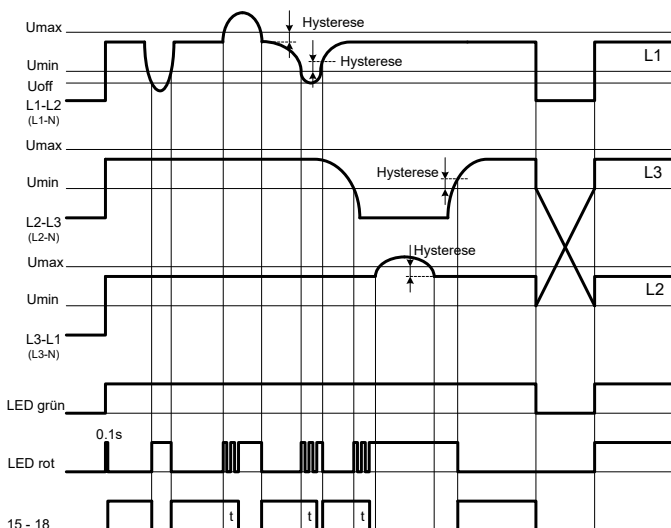 Hysterese
Umax
Umin
Hysterese
L1
Uoff
L1-L2
(L1-N)
Umax
Hysterese
L3
Umin
L2-L3
(L2-N)
Hysterese
Umax
L2
Umin
L3-L1
(L3-N)
LED grün
0.1s
LED rot
t t t
15 - 18